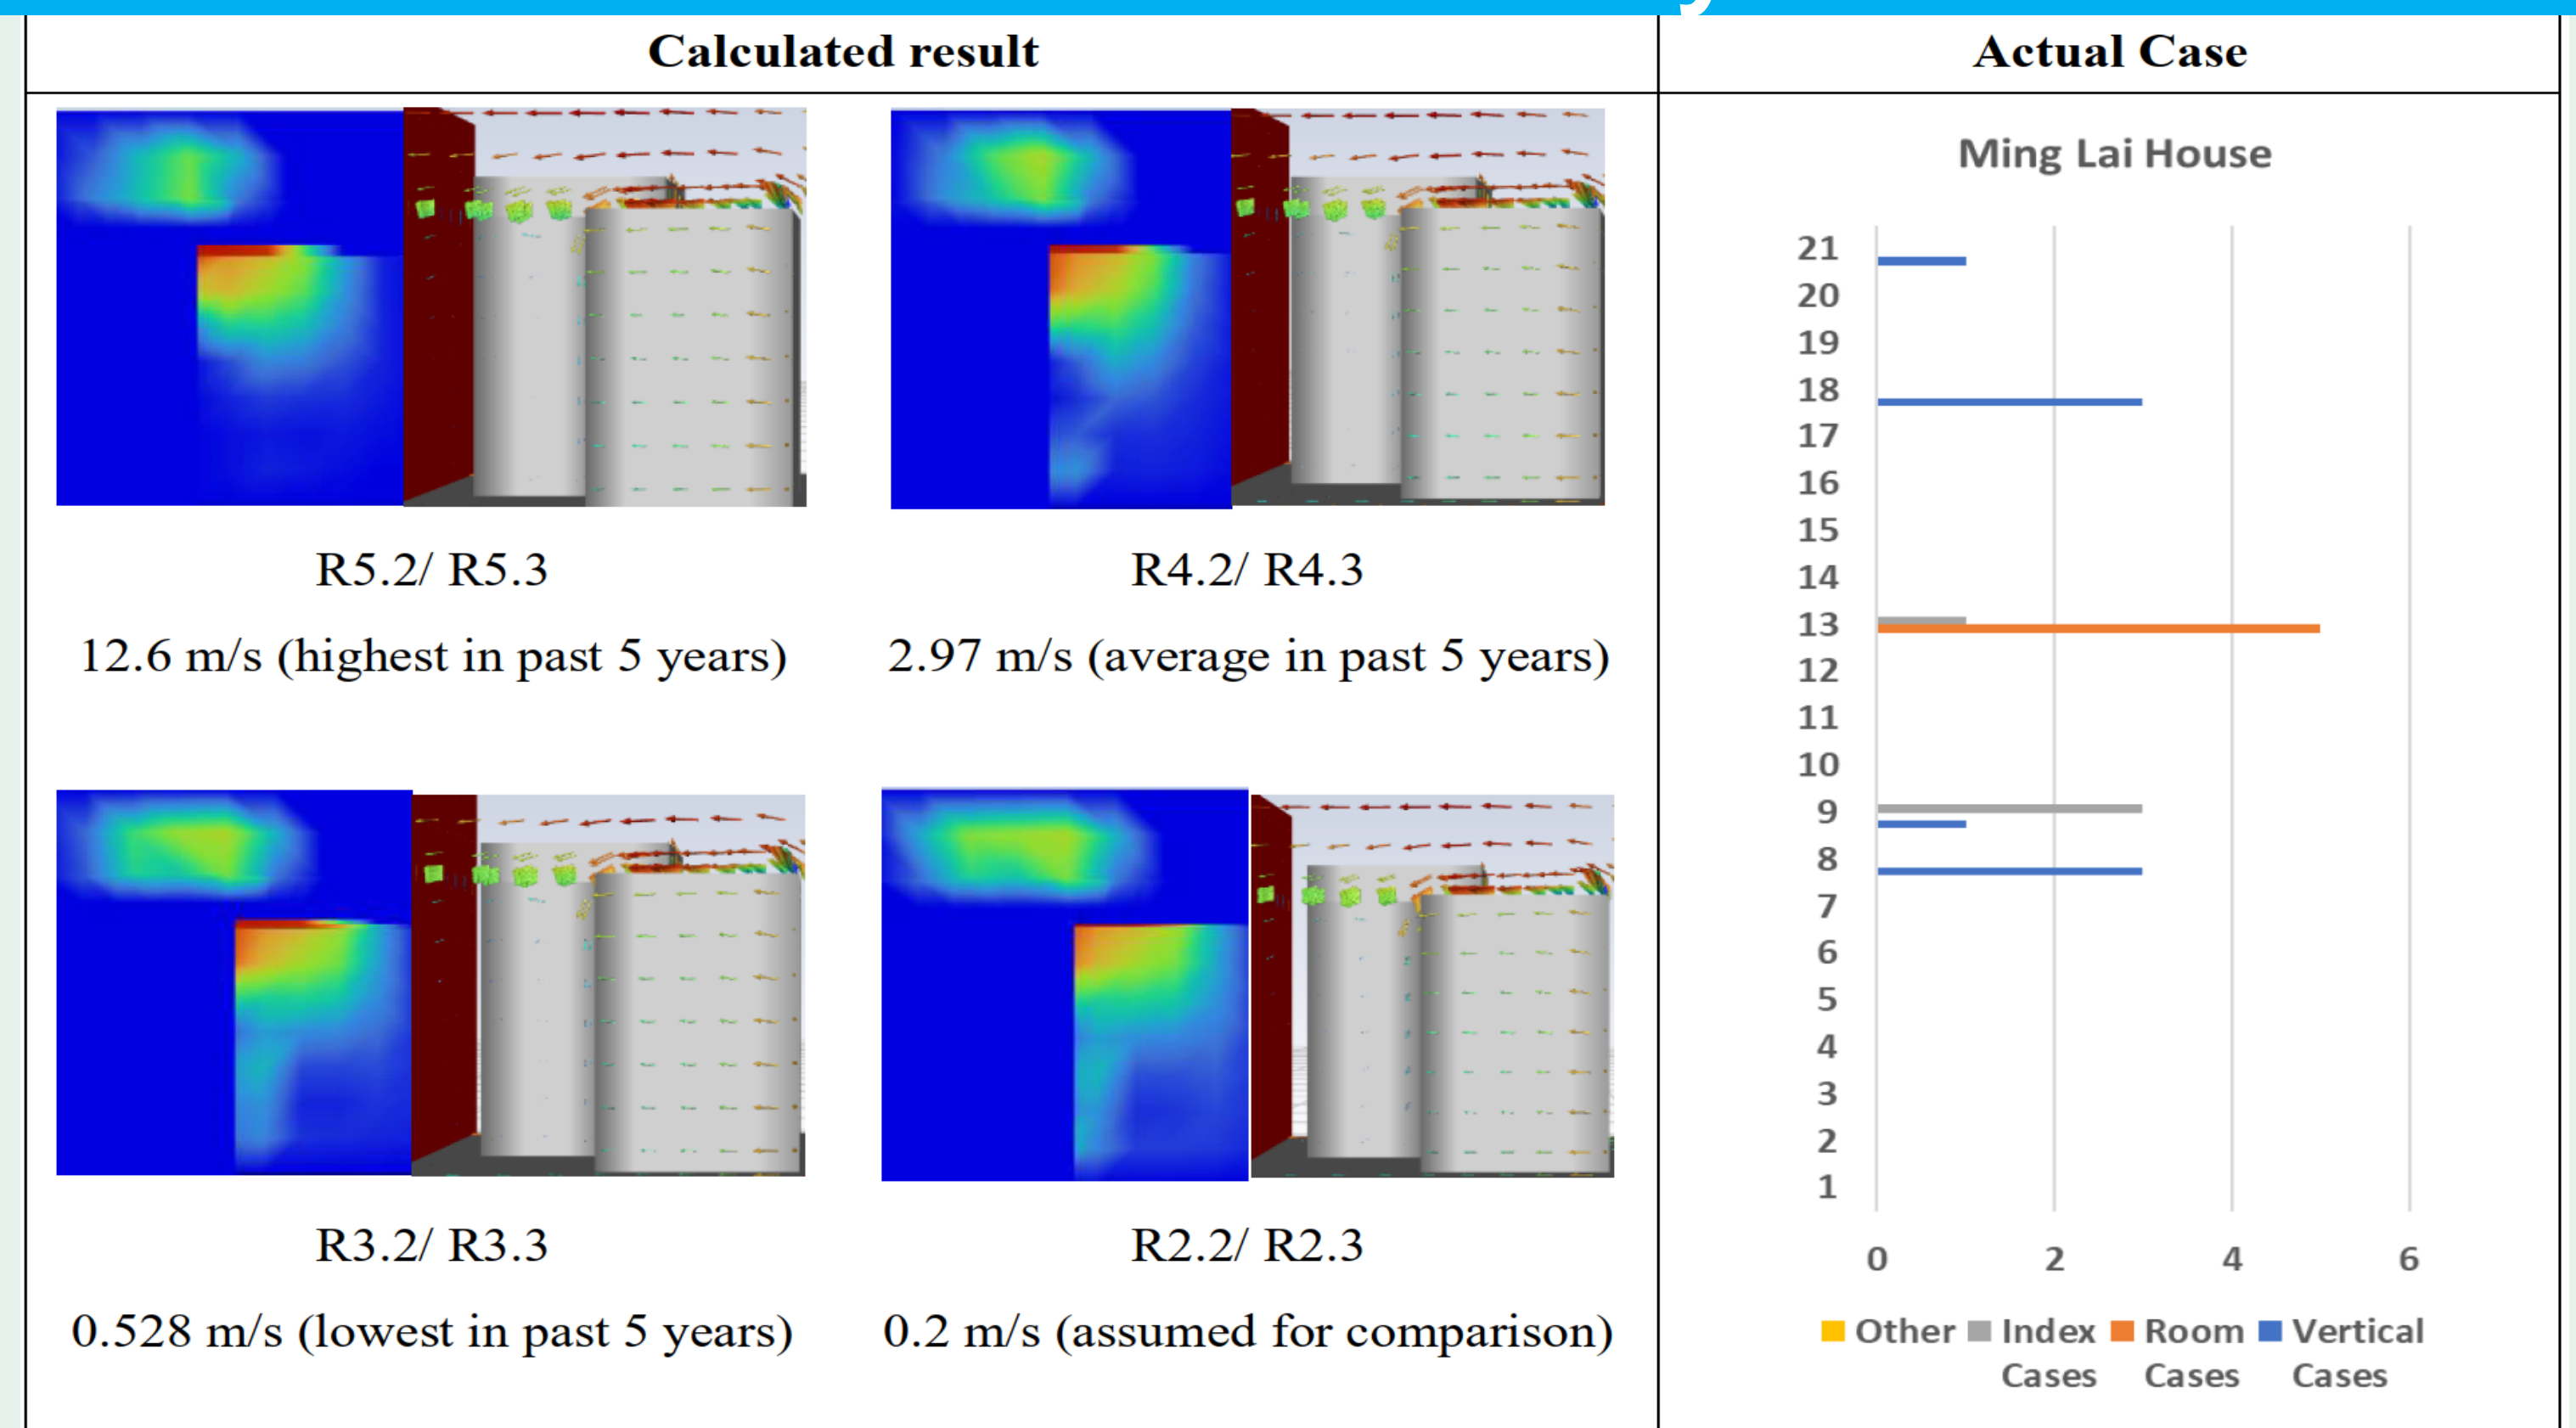 Calculated result
Actual Case
R5.2/ R5.3
12.6 m/s (highest in past 5 years)
R4.2/ R4.3
2.97 m/s (average in past 5 years)
R3.2/ R3.3
0.528 m/s (lowest in past 5 years)
R2.2/ R2.3
0.2 m/s (assumed for comparison)
Ming Lai House
21
20
19
18
17
16
15
14
13
12
11
10
9
8
7
6
5
4
3
2
1
0 2 4 6
Other Index Cases Room Cases Vertical Cases